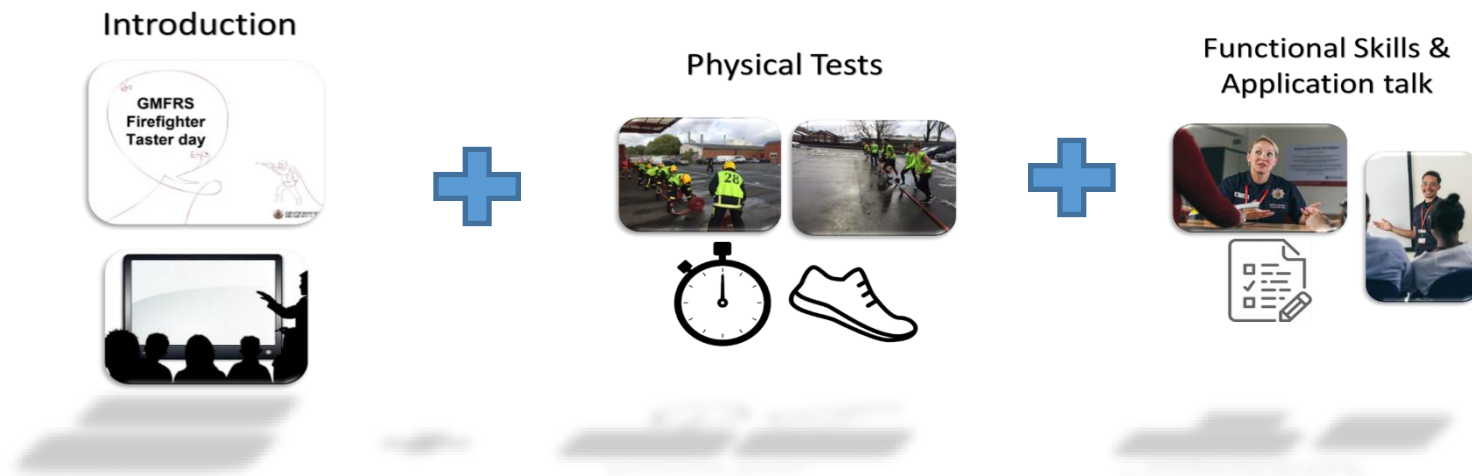 Introduction
GMFRS
Firefighter
Taster day
Physical Tests
28
Functional Skills &
Application talk